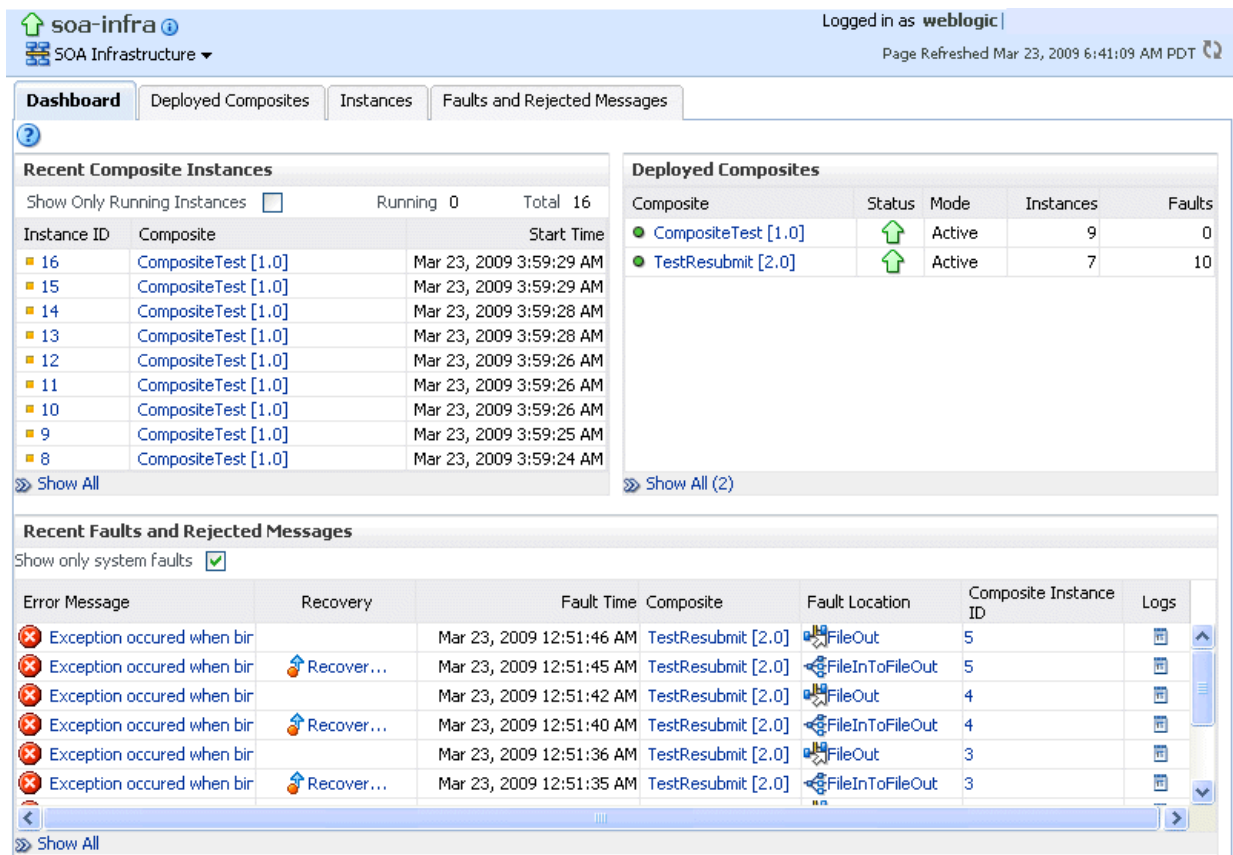 soa-infra
Logged in as weblogic
SOA Infrastructure
Page Refreshed Mar 23, 2009 6:41:09 AM PDT
Dashboard Deployed Composites Instances Faults and Rejected Messages
Recent Composite Instances
Show Only Running Instances Running 0 Total 16
Instance ID Composite Start Time
16 CompositeTest [1.0] Mar 23, 2009 3:59:29 AM
15 CompositeTest [1.0] Mar 23, 2009 3:59:29 AM
14 CompositeTest [1.0] Mar 23, 2009 3:59:28 AM
13 CompositeTest [1.0] Mar 23, 2009 3:59:28 AM
12 CompositeTest [1.0] Mar 23, 2009 3:59:26 AM
11 CompositeTest [1.0] Mar 23, 2009 3:59:26 AM
10 CompositeTest [1.0] Mar 23, 2009 3:59:26 AM
9 CompositeTest [1.0] Mar 23, 2009 3:59:25 AM
8 CompositeTest [1.0] Mar 23, 2009 3:59:24 AM
Show All
Deployed Composites
Composite Status Mode Instances Faults
CompositeTest [1.0] Active 9 0
TestResubmit [2.0] Active 7 10
Show All (2)
Recent Faults and Rejected Messages
Show only system faults
Error Message Recovery Fault Time Composite Fault Location Composite Instance ID Logs
Exception occured when bir Mar 23, 2009 12:51:46 AM TestResubmit [2.0] FileOut 5
Exception occured when bir Recover... Mar 23, 2009 12:51:45 AM TestResubmit [2.0] FileInToFileOut 5
Exception occured when bir Mar 23, 2009 12:51:42 AM TestResubmit [2.0] FileOut 4
Exception occured when bir Recover... Mar 23, 2009 12:51:40 AM TestResubmit [2.0] FileInToFileOut 4
Exception occured when bir Mar 23, 2009 12:51:36 AM TestResubmit [2.0] FileOut 3
Exception occured when bir Recover... Mar 23, 2009 12:51:35 AM TestResubmit [2.0] FileInToFileOut 3
Show All